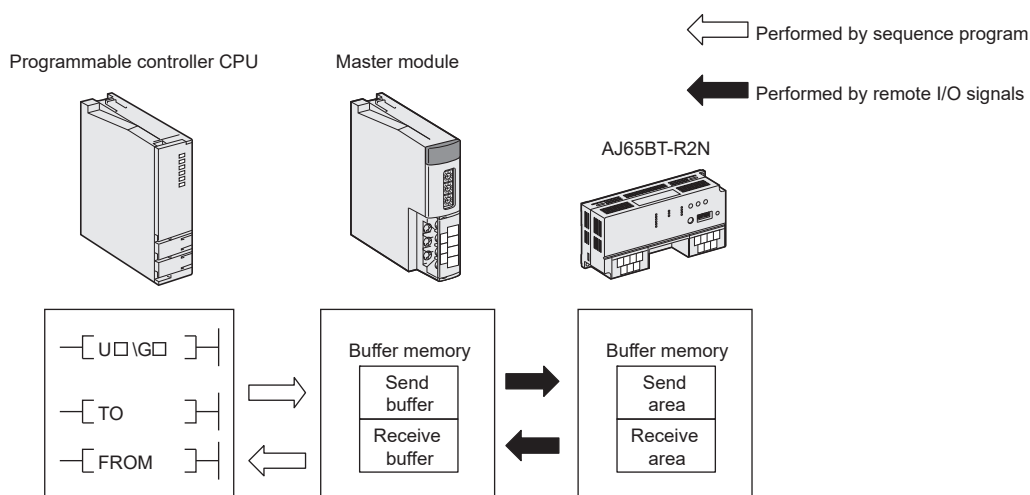 Performed by sequence program
Programmable controller CPU
Master module
Performed by remote I/O signals
AJ65BT-R2N
U□\G□
TO
FROM
Buffer memory
Send
buffer
Receive
buffer
Buffer memory
Send
area
Receive
area